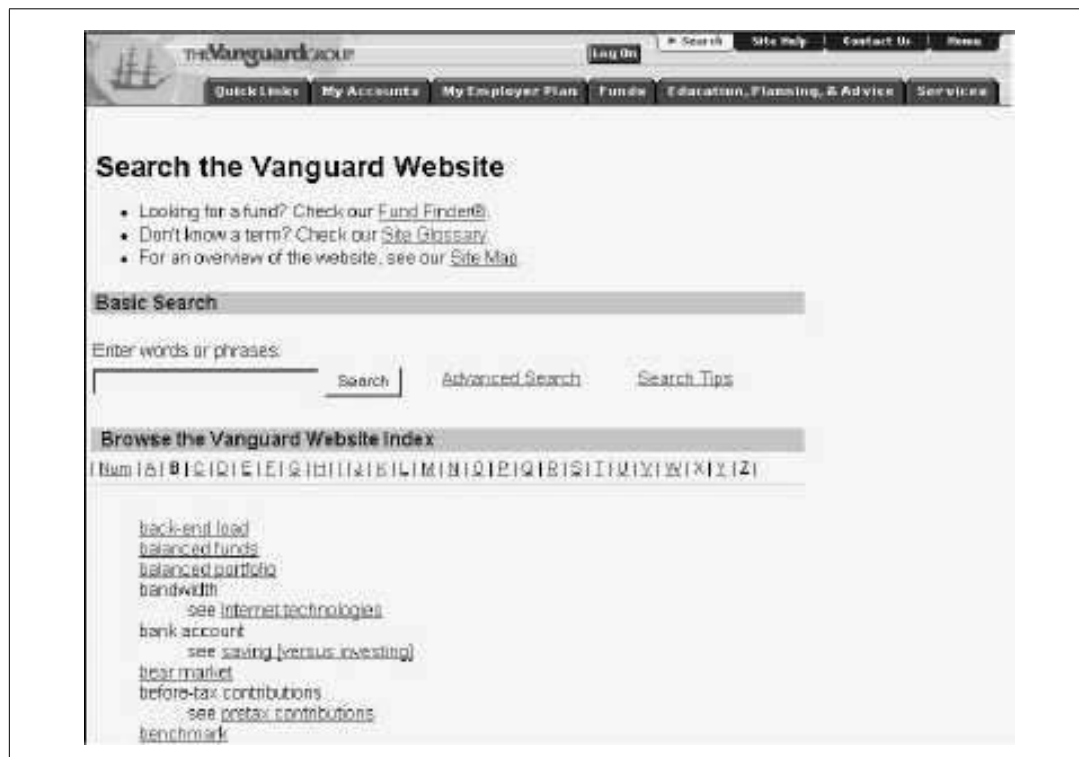 THE Vanguard GROUP
Log On
Search Site Help Contact Us Home
Quick Links My Accounts My Employer Plan Funds Education, Planning, & Advice Services
Search the Vanguard Website
• Looking for a fund? Check our Fund Finder®.
• Don't know a term? Check our Site Glossary.
• For an overview of the website, see our Site Map.
Basic Search
Enter words or phrases:
Search Advanced Search Search Tips
Browse the Vanguard Website Index
| Num | A | B | C | D | E | F | G | H | I | J | K | L | M | N | O | P | Q | R | S | T | U | V | W | X | Y | Z |
back-end load
balanced funds
balanced portfolio
bandwidth
see Internet technologies
bank account
see saving [versus investing]
bear market
before-tax contributions
see pretax contributions
benchmark